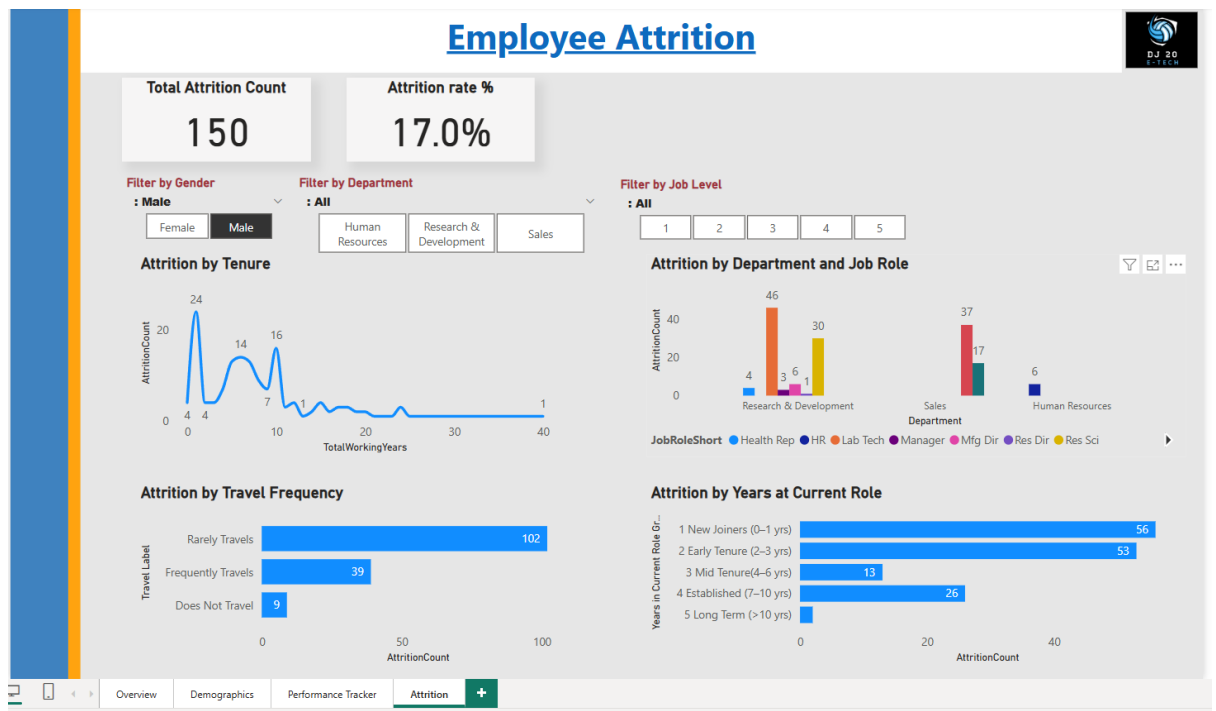 Employee Attrition
DJ 20
E-TECH
Total Attrition Count
150
Attrition rate %
17.0%
Filter by Gender
: Male
Female
Male
Filter by Department
: All
Human
Resources
Research &
Development
Sales
Filter by Job Level
: All
1
2
3
4
5
Attrition by Tenure
AttritionCount
20
0
24
14
16
4
4
7
1
1
0
10
20
30
40
TotalWorkingYears
Attrition by Department and Job Role
AttritionCount
40
20
0
4
46
3
6
1
30
37
17
6
Research & Development
Sales
Human Resources
Department
JobRoleShort
Health Rep
HR
Lab Tech
Manager
Mfg Dir
Res Dir
Res Sci
Attrition by Travel Frequency
Travel Label
Rarely Travels
102
Frequently Travels
39
Does Not Travel
9
0
50
100
AttritionCount
Attrition by Years at Current Role
Years in Current Role Gr...
1 New Joiners (0–1 yrs)
56
2 Early Tenure (2–3 yrs)
53
3 Mid Tenure(4–6 yrs)
13
4 Established (7–10 yrs)
26
5 Long Term (>10 yrs)
0
20
40
AttritionCount
Overview
Demographics
Performance Tracker
Attrition
+